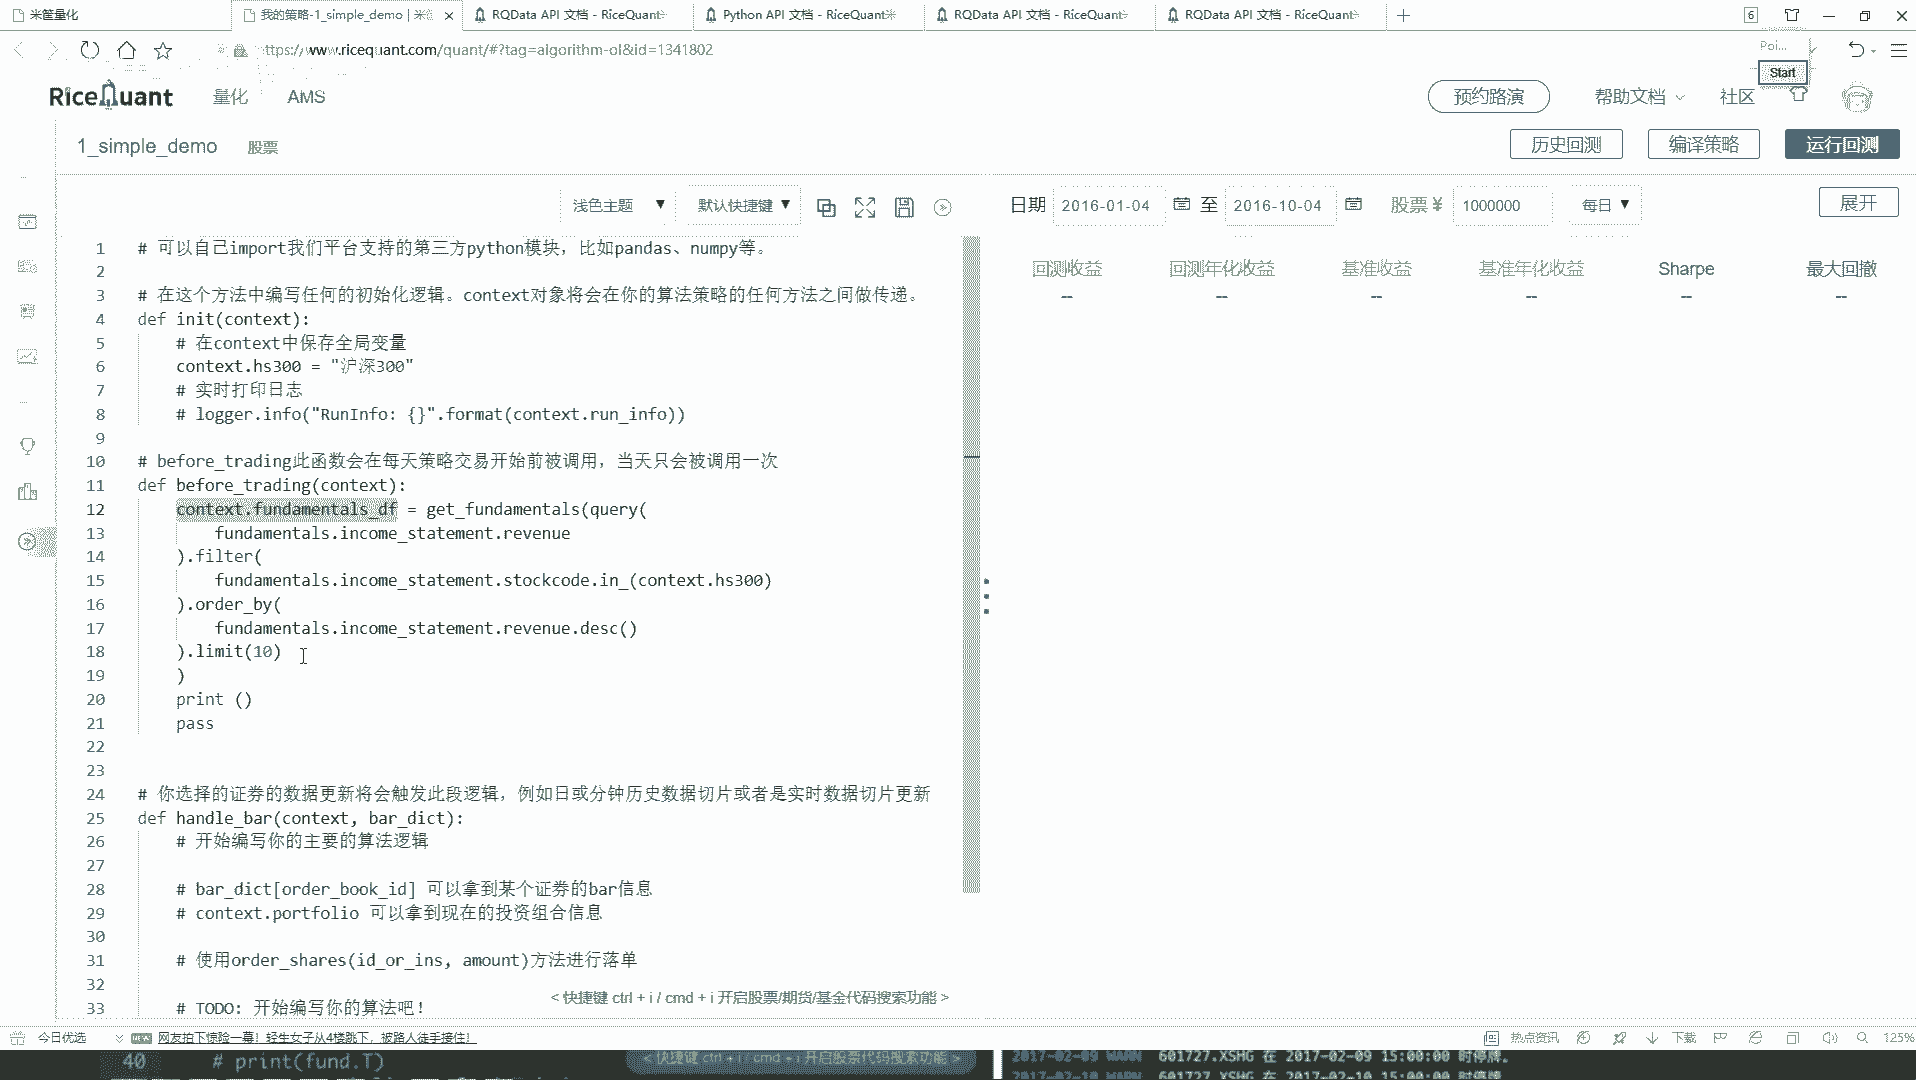 米筐量化
我的策略-1_simple_demo | 米
RQData API 文档 - RiceQuant
Python API 文档 - RiceQuant
RQData API 文档 - RiceQuant
RQData API 文档 - RiceQuant
6
ttps://www.ricequant.com/quant/#?tag=algorithm-ol&id=1341802
Poi...
Start
RiceQuant
量化
AMS
预约路演
帮助文档
社区
1_simple_demo
股票
历史回测
编译策略
运行回测
浅色主题
默认快捷键
日期
2016-01-04
至
2016-10-04
股票 ¥
1000000
每日
展开
回测收益
回测年化收益
基准收益
基准年化收益
Sharpe
最大回撤
--
--
--
--
--
--
1 # 可以自己import我们平台支持的第三方python模块，比如pandas、numpy等。
2
3 # 在这个方法中编写任何的初始化逻辑。context对象将会在你的算法策略的任何方法之间做传递。
4 def init(context):
5 # 在context中保存全局变量
6 context.hs300 = "沪深300"
7 # 实时打印日志
8 # logger.info("RunInfo: {}".format(context.run_info))
9
10 # before_trading此函数会在每天策略交易开始前被调用，当天只会被调用一次
11 def before_trading(context):
12 context.fundamentals_df = get_fundamentals(query(
13 fundamentals.income_statement.revenue
14 ).filter(
15 fundamentals.income_statement.stockcode.in_(context.hs300)
16 ).order_by(
17 fundamentals.income_statement.revenue.desc()
18 ).limit(10)
19 )
20 print ()
21 pass
22
23
24 # 你选择的证券的数据更新将会触发此段逻辑，例如日或分钟历史数据切片或者是实时数据切片更新
25 def handle_bar(context, bar_dict):
26 # 开始编写你的主要的算法逻辑
27
28 # bar_dict[order_book_id] 可以拿到某个证券的bar信息
29 # context.portfolio 可以拿到现在的投资组合信息
30
31 # 使用order_shares(id_or_ins, amount)方法进行落单
32
33 # TODO: 开始编写你的算法吧！
< 快捷键 ctrl + i / cmd + i 开启股票/期货/基金代码搜索功能 >
今日优选
NEW
网友拍下惊险一幕！轻生女子从4楼跳下，被路人徒手接住！
热点资讯
下载
125%
40 # print(fund.T)
< 快捷键 ctrl + i / cmd + i 开启股票代码搜索功能 >
2017-02-09 WARN 601727.XSHG 在 2017-02-09 15:00:00 时停牌。
2017-02-10 WARN 601727.XSHG 在 2017-02-10 15:00:00 时停牌。